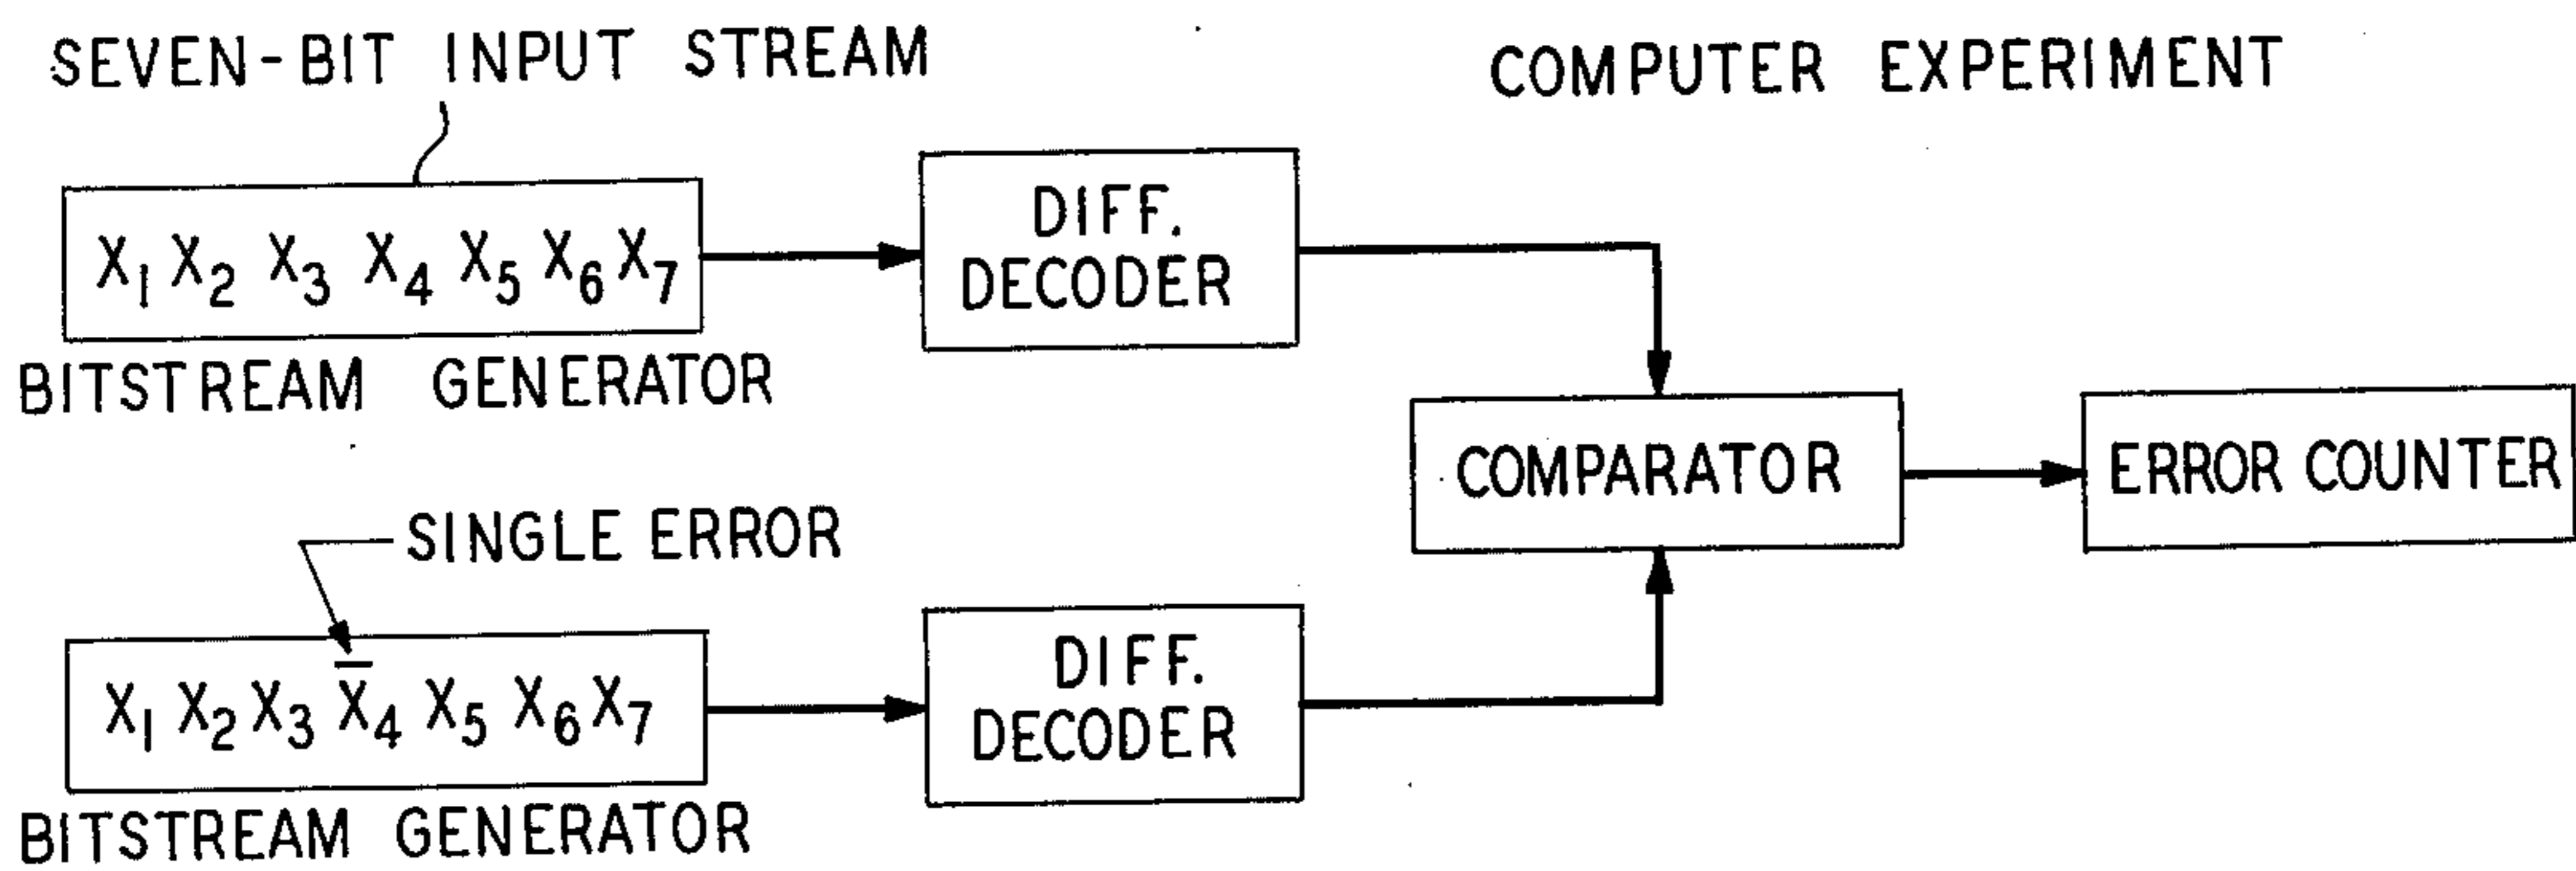 SEVEN-BIT INPUT STREAM
COMPUTER EXPERIMENT
X₁ X₂ X₃ X₄ X₅ X₆ X₇
DIFF.
DECODER
BITSTREAM GENERATOR
COMPARATOR
ERROR COUNTER
SINGLE ERROR
X₁ X₂ X₃ X̅₄ X₅ X₆ X₇
DIFF.
DECODER
BITSTREAM GENERATOR